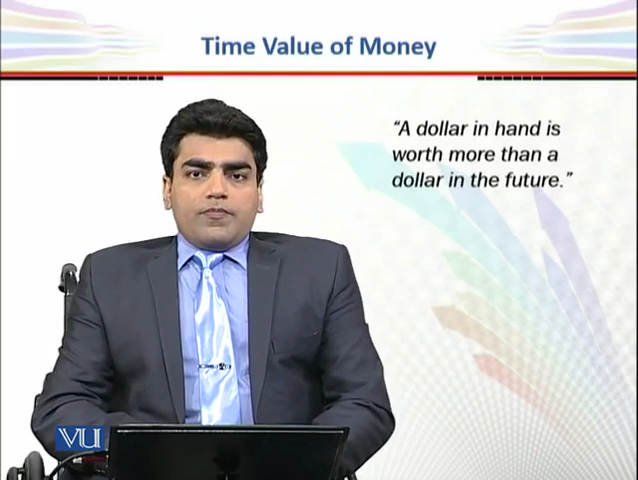 Time Value of Money
“A dollar in hand is
worth more than a
dollar in the future.”
VU